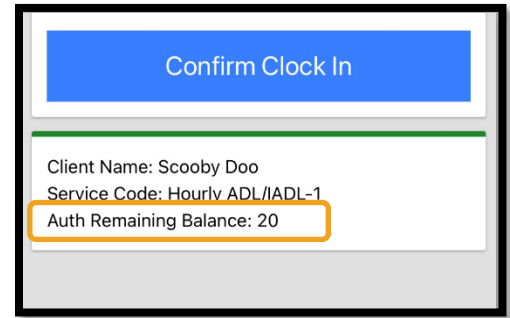 Confirm Clock In
Client Name: Scooby Doo
Service Code: Hourly ADL/IADL-1
Auth Remaining Balance: 20